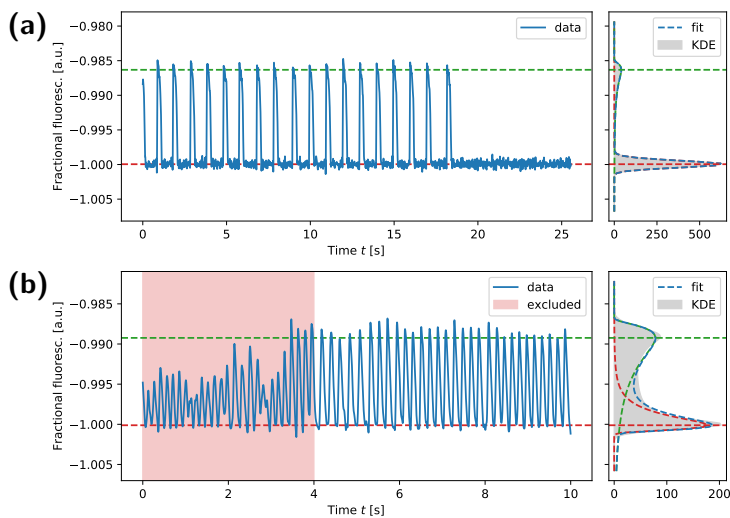 (a)
Fractional fluoresc. [a.u.]
−0.980
−0.985
−0.990
−0.995
−1.000
−1.005
data
0 5 10 15 20 25
Time t [s]
fit
KDE
0 250 500
(b)
Fractional fluoresc. [a.u.]
−0.985
−0.990
−0.995
−1.000
−1.005
data
excluded
0 2 4 6 8 10
Time t [s]
fit
KDE
0 50 100 150 200